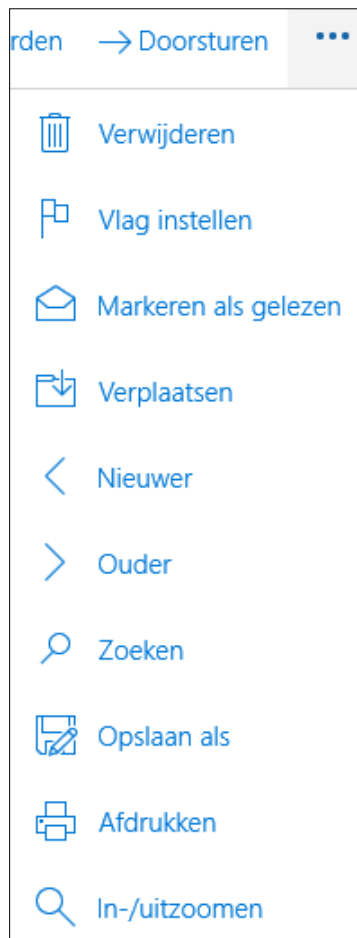 rden → Doorsturen •••
Verwijderen
Vlag instellen
Markeren als gelezen
Verplaatsen
Nieuwer
Ouder
Zoeken
Opslaan als
Afdrukken
In-/uitzoomen